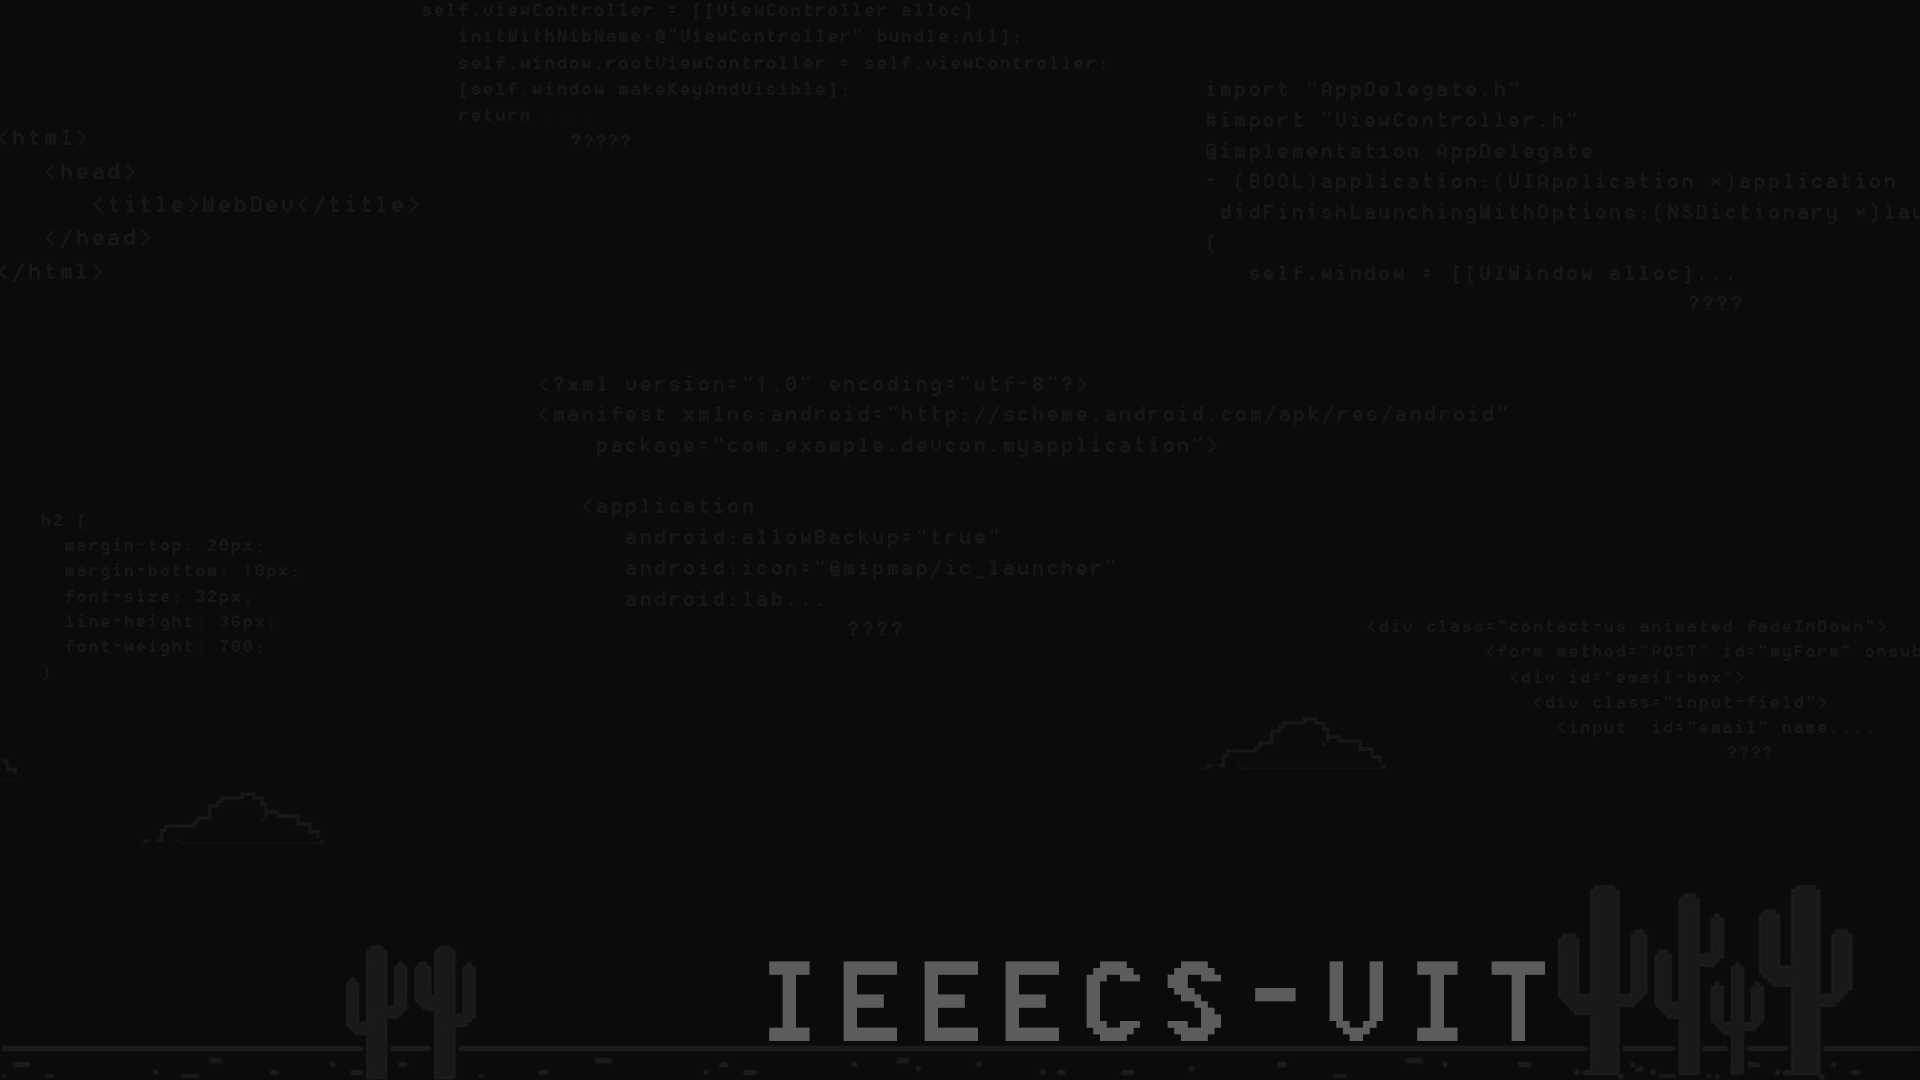 self.viewController = [[ViewController alloc]
initWithNibName:@"ViewController" bundle:nil];
self.window.rootViewController = self.viewController;
[self.window makeKeyAndVisible];
return ....
?????
<html>
<head>
<title>WebDev</title>
</head>
</html>
import "AppDelegate.h"
#import "ViewController.h"
@implementation AppDelegate
- (BOOL)application:(UIApplication *)application
didFinishLaunchingWithOptions:(NSDictionary *)lau
{
self.window = [[UIWindow alloc]...
????
<?xml version="1.0" encoding="utf-8"?>
<manifest xmlns:android="http://scheme.android.com/apk/res/android"
package="com.example.devcon.myapplication">
<application
android:allowBackup="true"
android:icon="@mipmap/ic_launcher"
android:lab...
????
h2 {
margin-top: 20px;
margin-bottom: 10px;
font-size: 32px;
line-height: 36px;
font-weight: 700;
}
<div class="contact-us animated fadeInDown">
<form method="POST" id="myForm" onsub
<div id="email-box">
<div class="input-field">
<input  id="email" name....
????
IEEECS-VIT